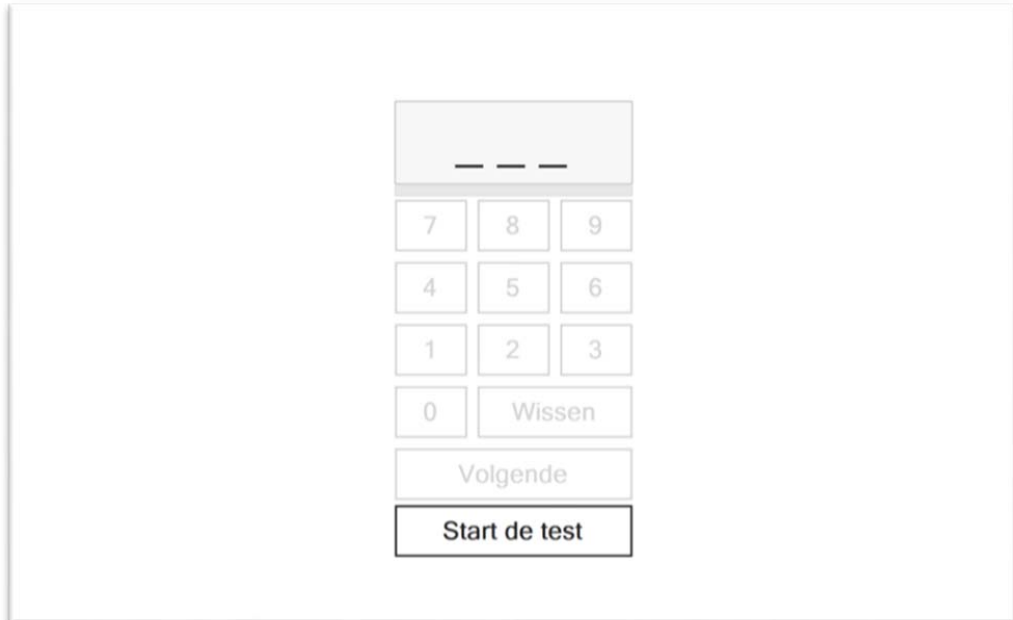 _ _ _
7 8 9
4 5 6
1 2 3
0 Wissen
Volgende
Start de test